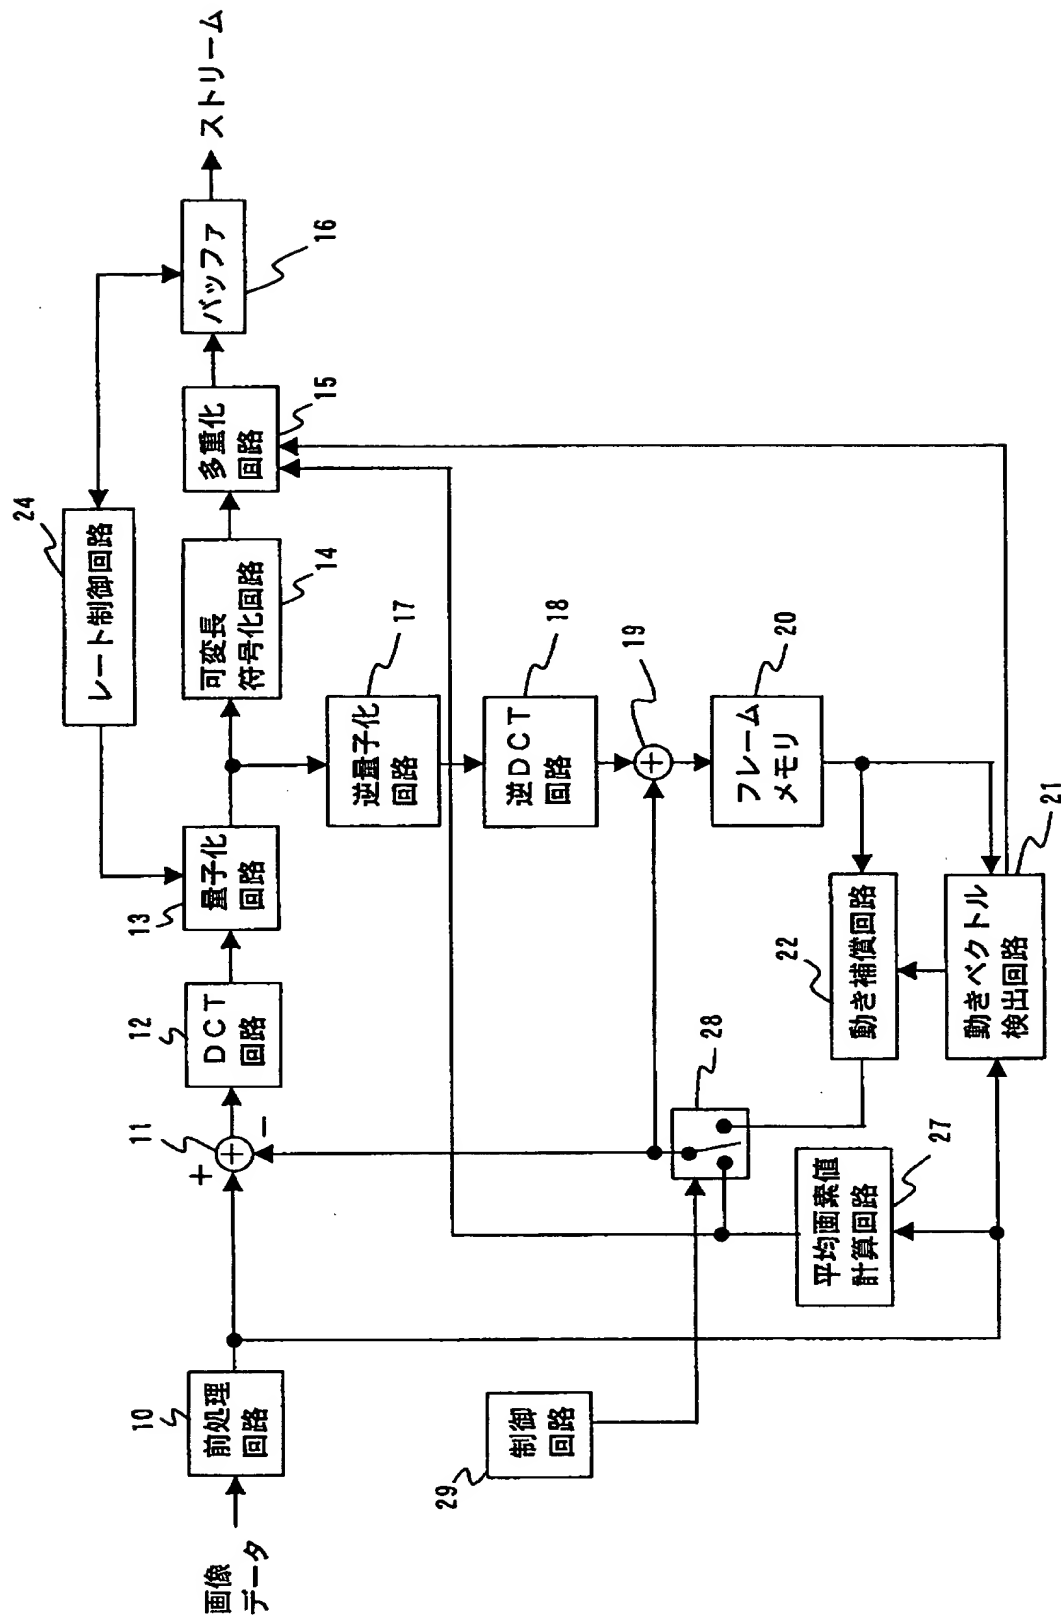 画像
データ
10
前処理
回路
+
11
-
12
DCT
回路
13
量子化
回路
24
レート制御回路
可変長
符号化回路
14
多重化
回路
15
バッファ
16
ストリーム
逆量子化
回路
17
逆DCT
回路
18
+
19
フレーム
メモリ
20
29
制御
回路
28
22
動き補償回路
平均画素値
計算回路
27
動きベクトル
検出回路
21